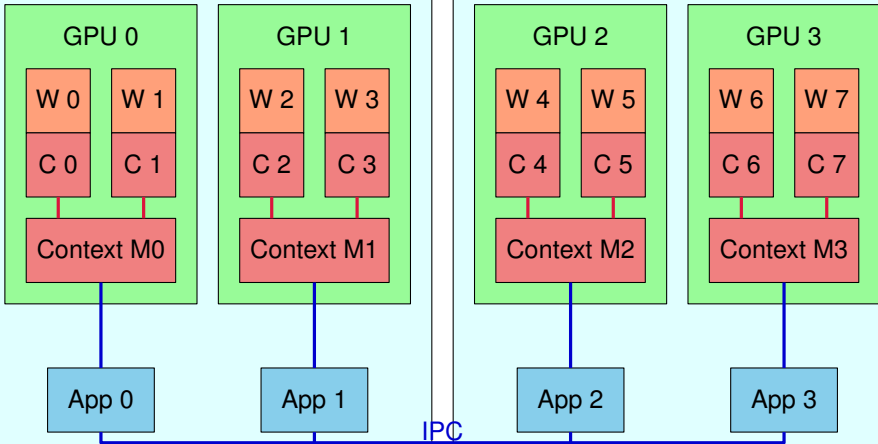 GPU 0 GPU 1 GPU 2 GPU 3
W 0 W 1 W 2 W 3 W 4 W 5 W 6 W 7
C 0 C 1 C 2 C 3 C 4 C 5 C 6 C 7
Context M0 Context M1 Context M2 Context M3
App 0 App 1 App 2 App 3
IPC